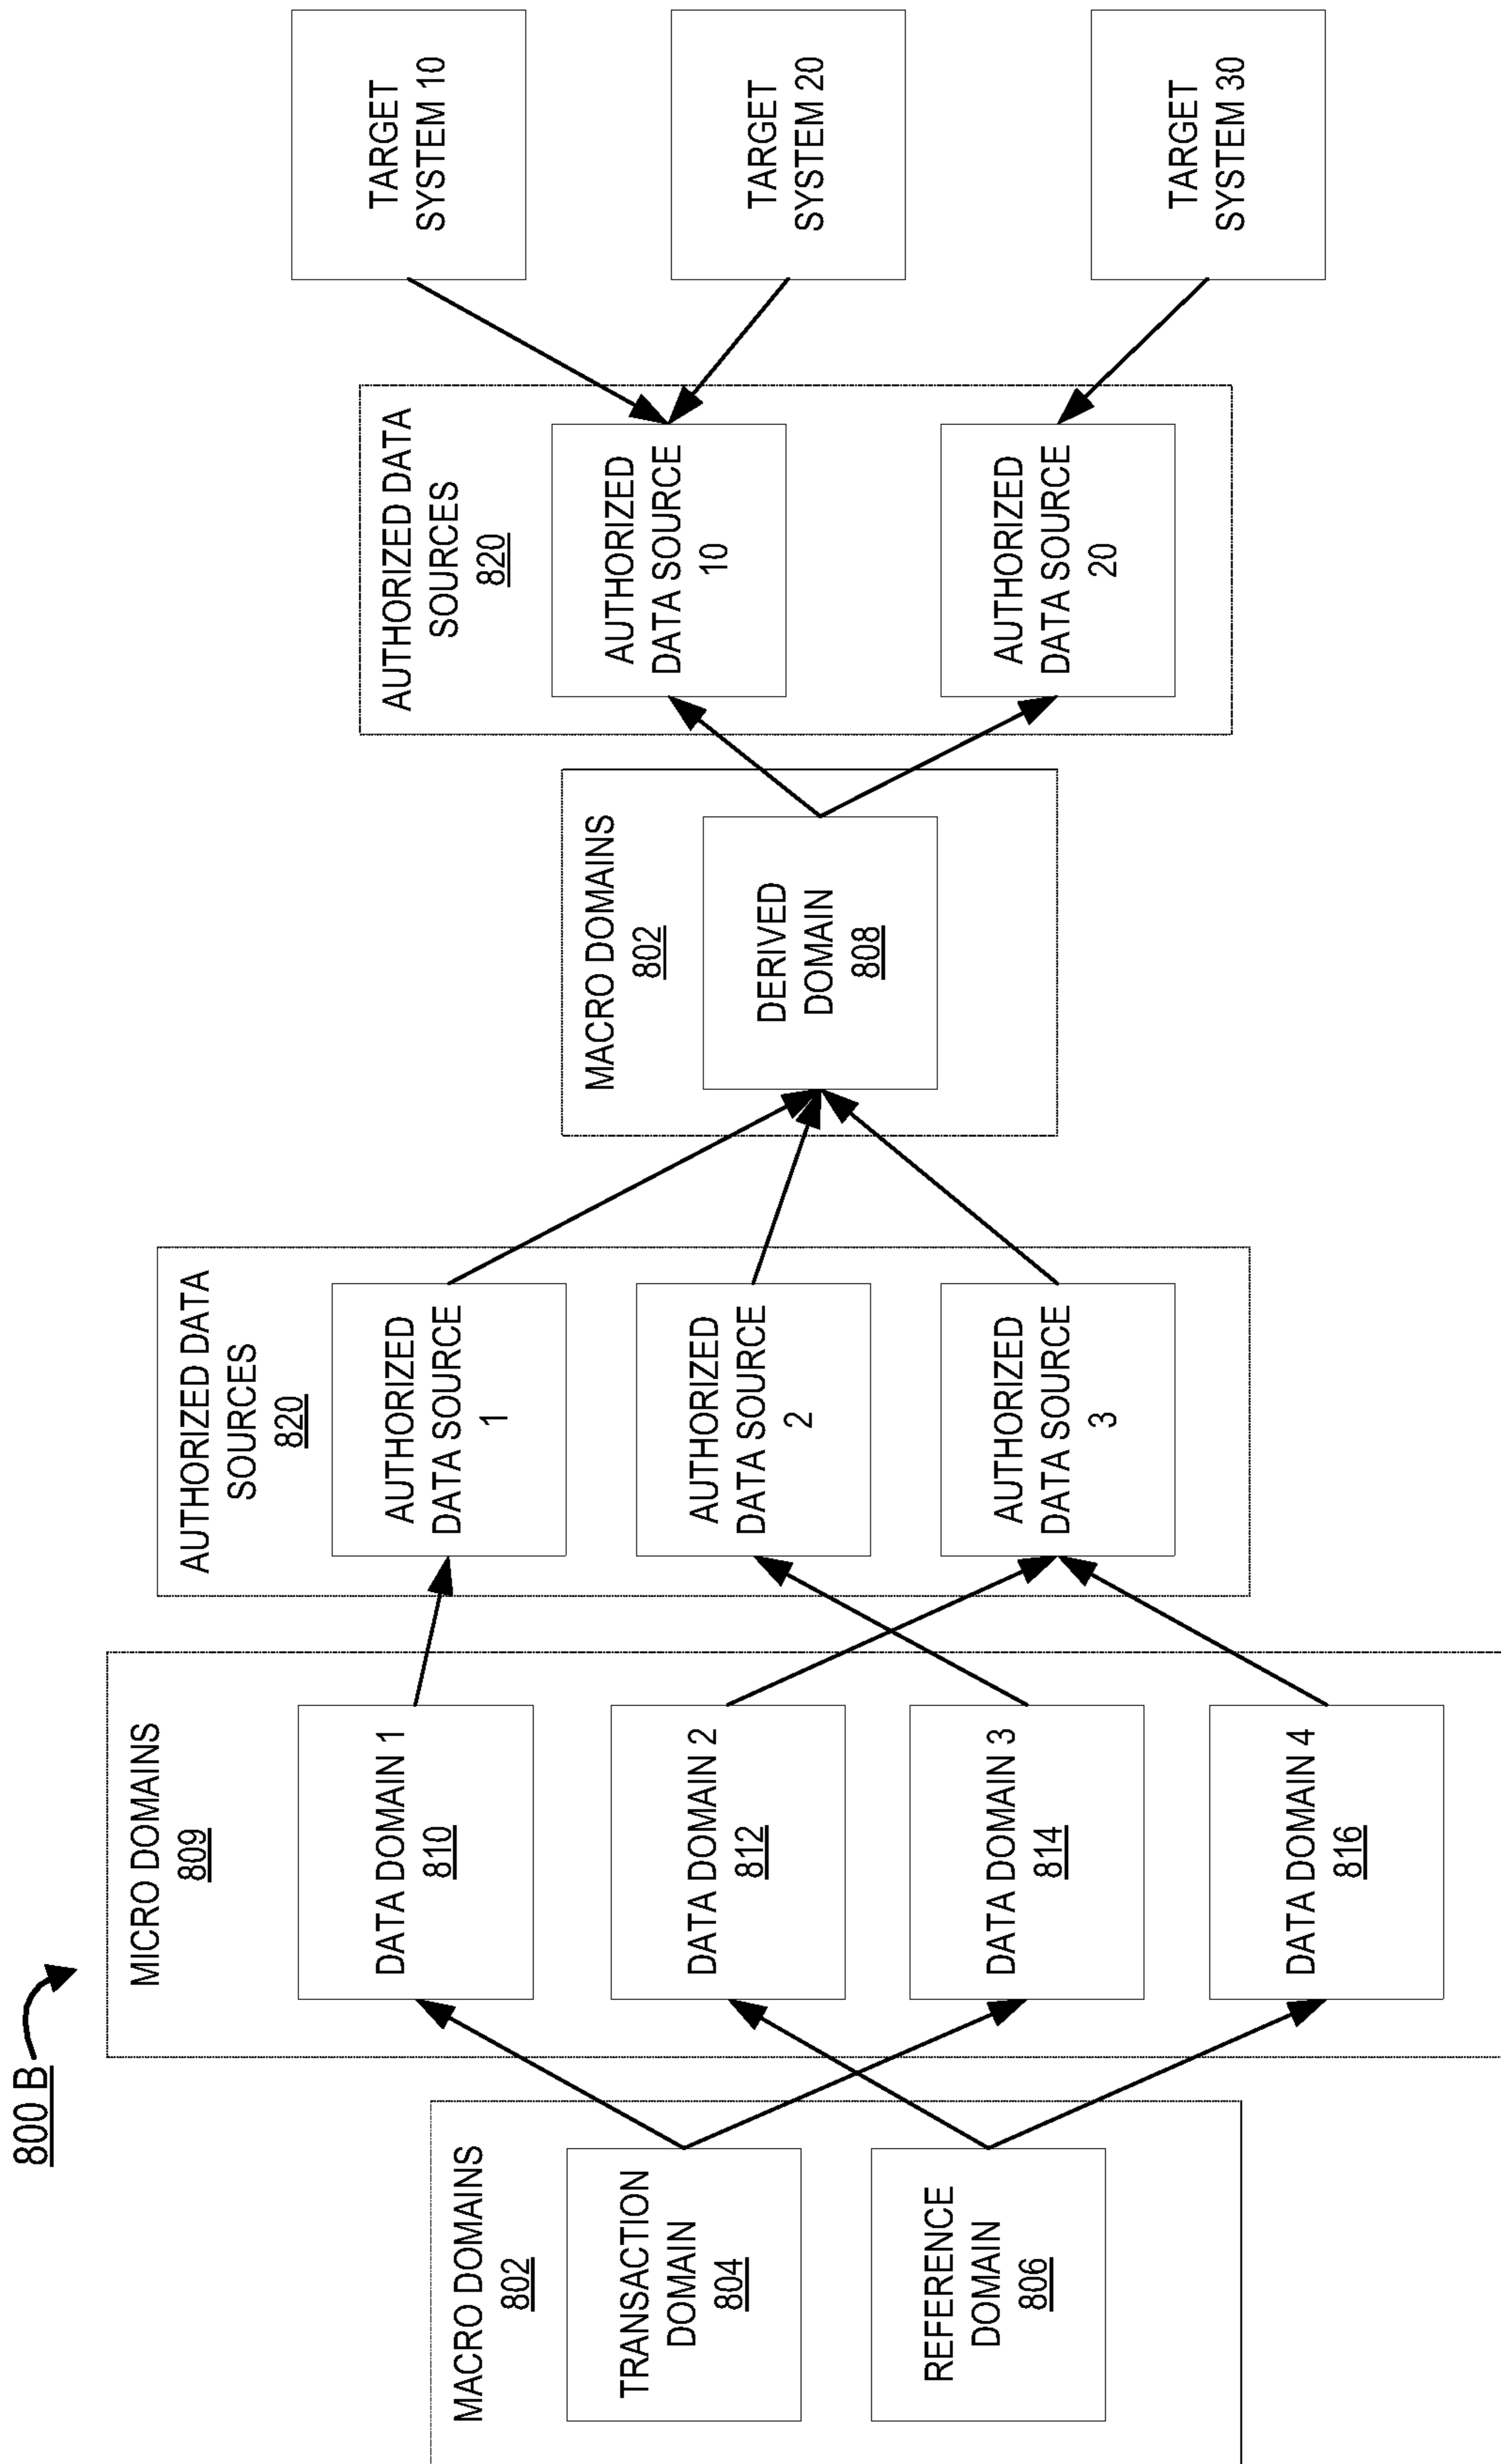 800 B
MACRO DOMAINS
802
TRANSACTION
DOMAIN
804
REFERENCE
DOMAIN
806
MICRO DOMAINS
809
DATA DOMAIN 1
810
DATA DOMAIN 2
812
DATA DOMAIN 3
814
DATA DOMAIN 4
816
AUTHORIZED DATA
SOURCES
820
AUTHORIZED
DATA SOURCE
1
AUTHORIZED
DATA SOURCE
2
AUTHORIZED
DATA SOURCE
3
MACRO DOMAINS
802
DERIVED
DOMAIN
808
AUTHORIZED DATA
SOURCES
820
AUTHORIZED
DATA SOURCE
10
AUTHORIZED
DATA SOURCE
20
TARGET
SYSTEM 10
TARGET
SYSTEM 20
TARGET
SYSTEM 30